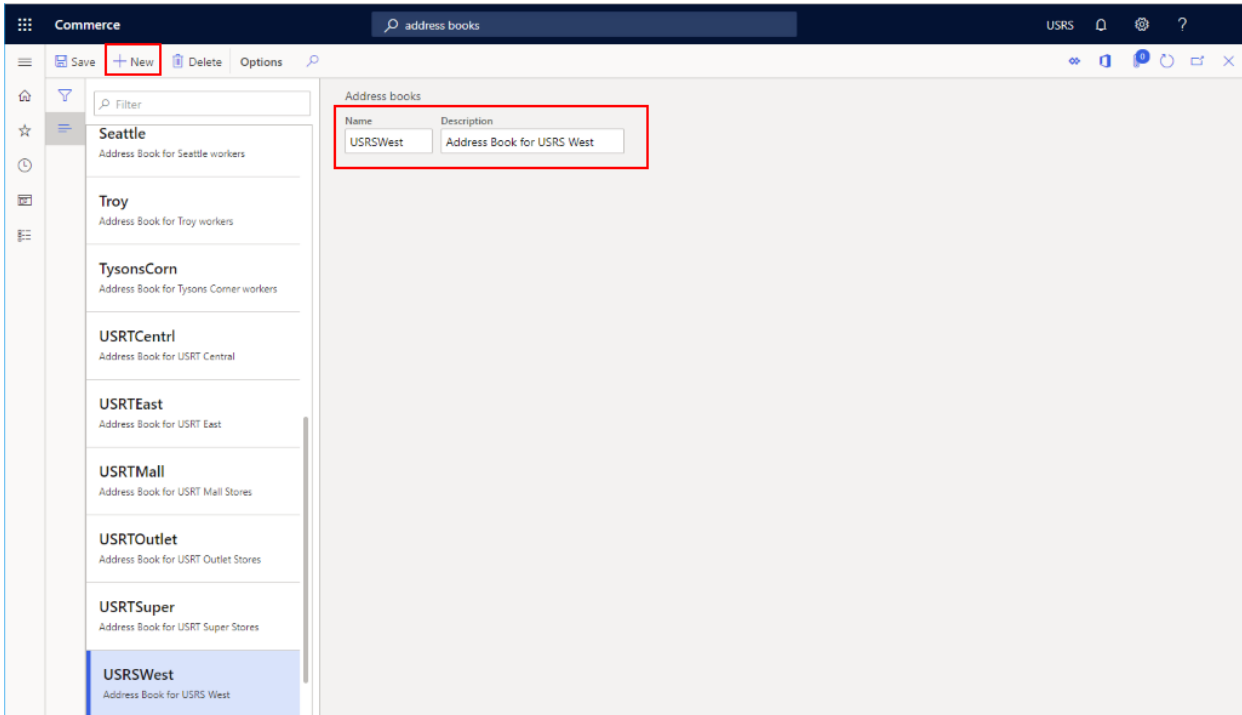 Commerce
address books
USRS
?
Save
New
Delete
Options
0
Filter
Seattle
Address Book for Seattle workers
Troy
Address Book for Troy workers
TysonsCorn
Address Book for Tysons Corner workers
USRTCentrl
Address Book for USRT Central
USRTEast
Address Book for USRT East
USRTMall
Address Book for USRT Mall Stores
USRTOutlet
Address Book for USRT Outlet Stores
USRTSuper
Address Book for USRT Super Stores
USRSWest
Address Book for USRS West
Address books
Name Description
USRSWest Address Book for USRS West